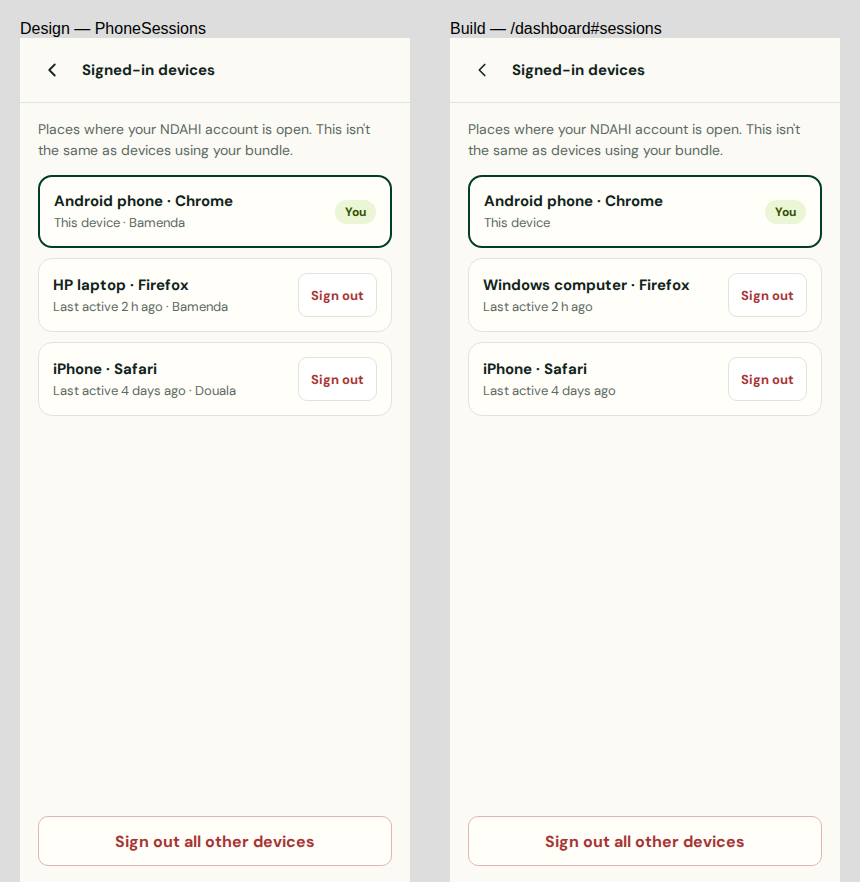 Design — PhoneSessions
Signed-in devices
Places where your NDAHI account is open. This isn't
the same as devices using your bundle.
Android phone · Chrome
This device · Bamenda
You
HP laptop · Firefox
Last active 2 h ago · Bamenda
Sign out
iPhone · Safari
Last active 4 days ago · Douala
Sign out
Sign out all other devices
Build — /dashboard#sessions
Signed-in devices
Places where your NDAHI account is open. This isn't
the same as devices using your bundle.
Android phone · Chrome
This device
You
Windows computer · Firefox
Last active 2 h ago
Sign out
iPhone · Safari
Last active 4 days ago
Sign out
Sign out all other devices